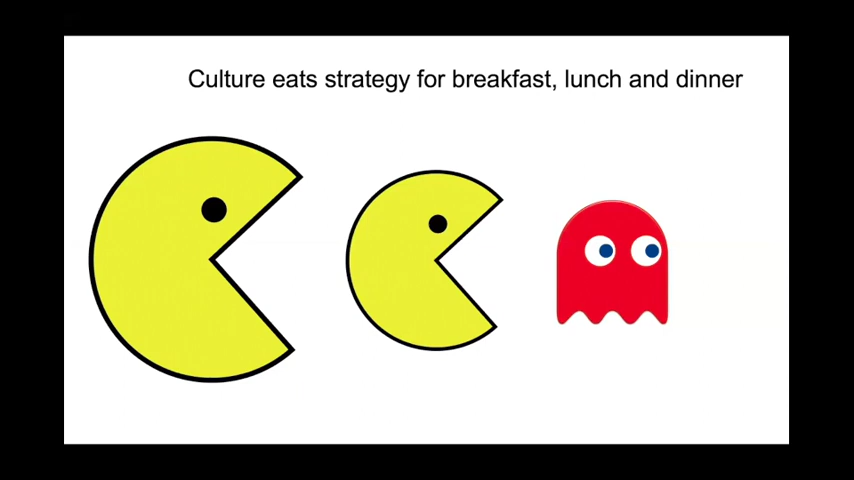 Culture eats strategy for breakfast, lunch and dinner